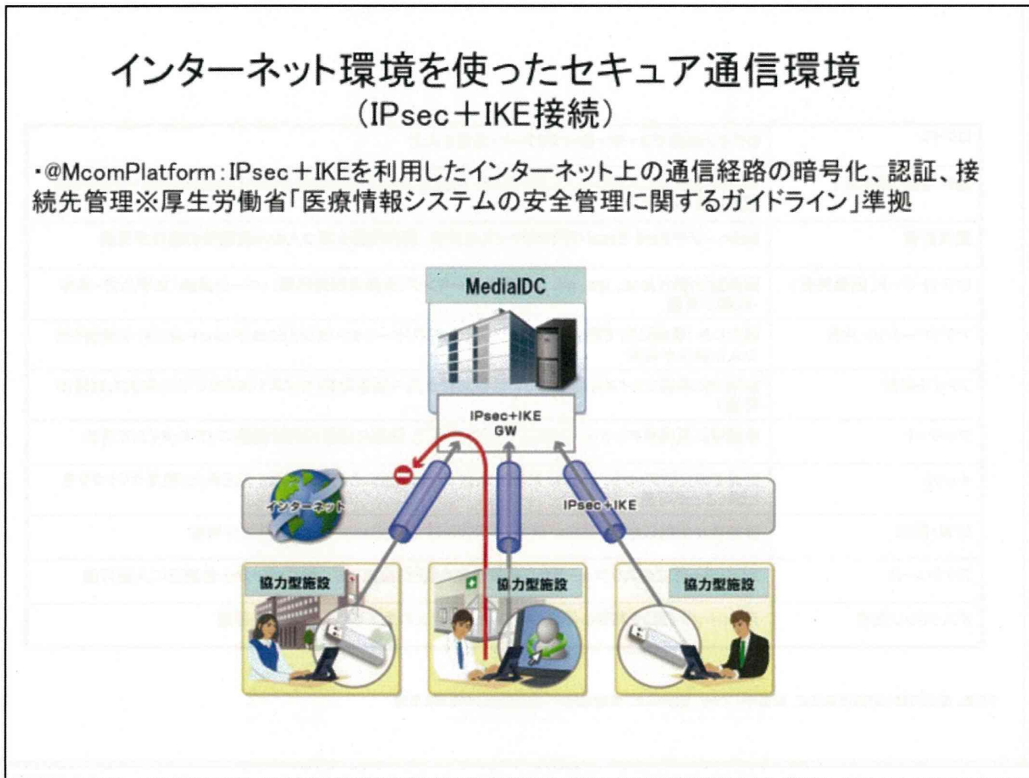 インターネット環境を使ったセキュア通信環境
(IPsec+IKE接続)
・@McomPlatform:IPsec+IKEを利用したインターネット上の通信経路の暗号化、認証、接
続先管理※厚生労働省「医療情報システムの安全管理に関するガイドライン」準拠
MediaIDC
IPsec+IKE
GW
インターネット
IPsec+IKE
協力型施設
協力型施設
協力型施設